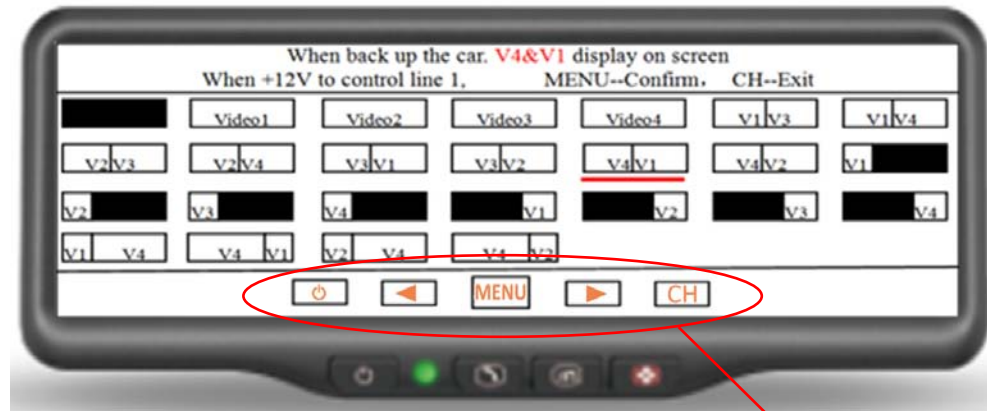 When back up the car. V4&V1 display on screen
When +12V to control line 1, MENU--Confirm, CH--Exit
Video1 Video2 Video3 Video4 V1 V3 V1 V4
V2 V3 V2 V4 V3 V1 V3 V2 V4 V1 V4 V2 V1
V2 V3 V4 V1 V2 V3 V4
V1 V4 V4 V1 V2 V4 V4 V2
MENU CH